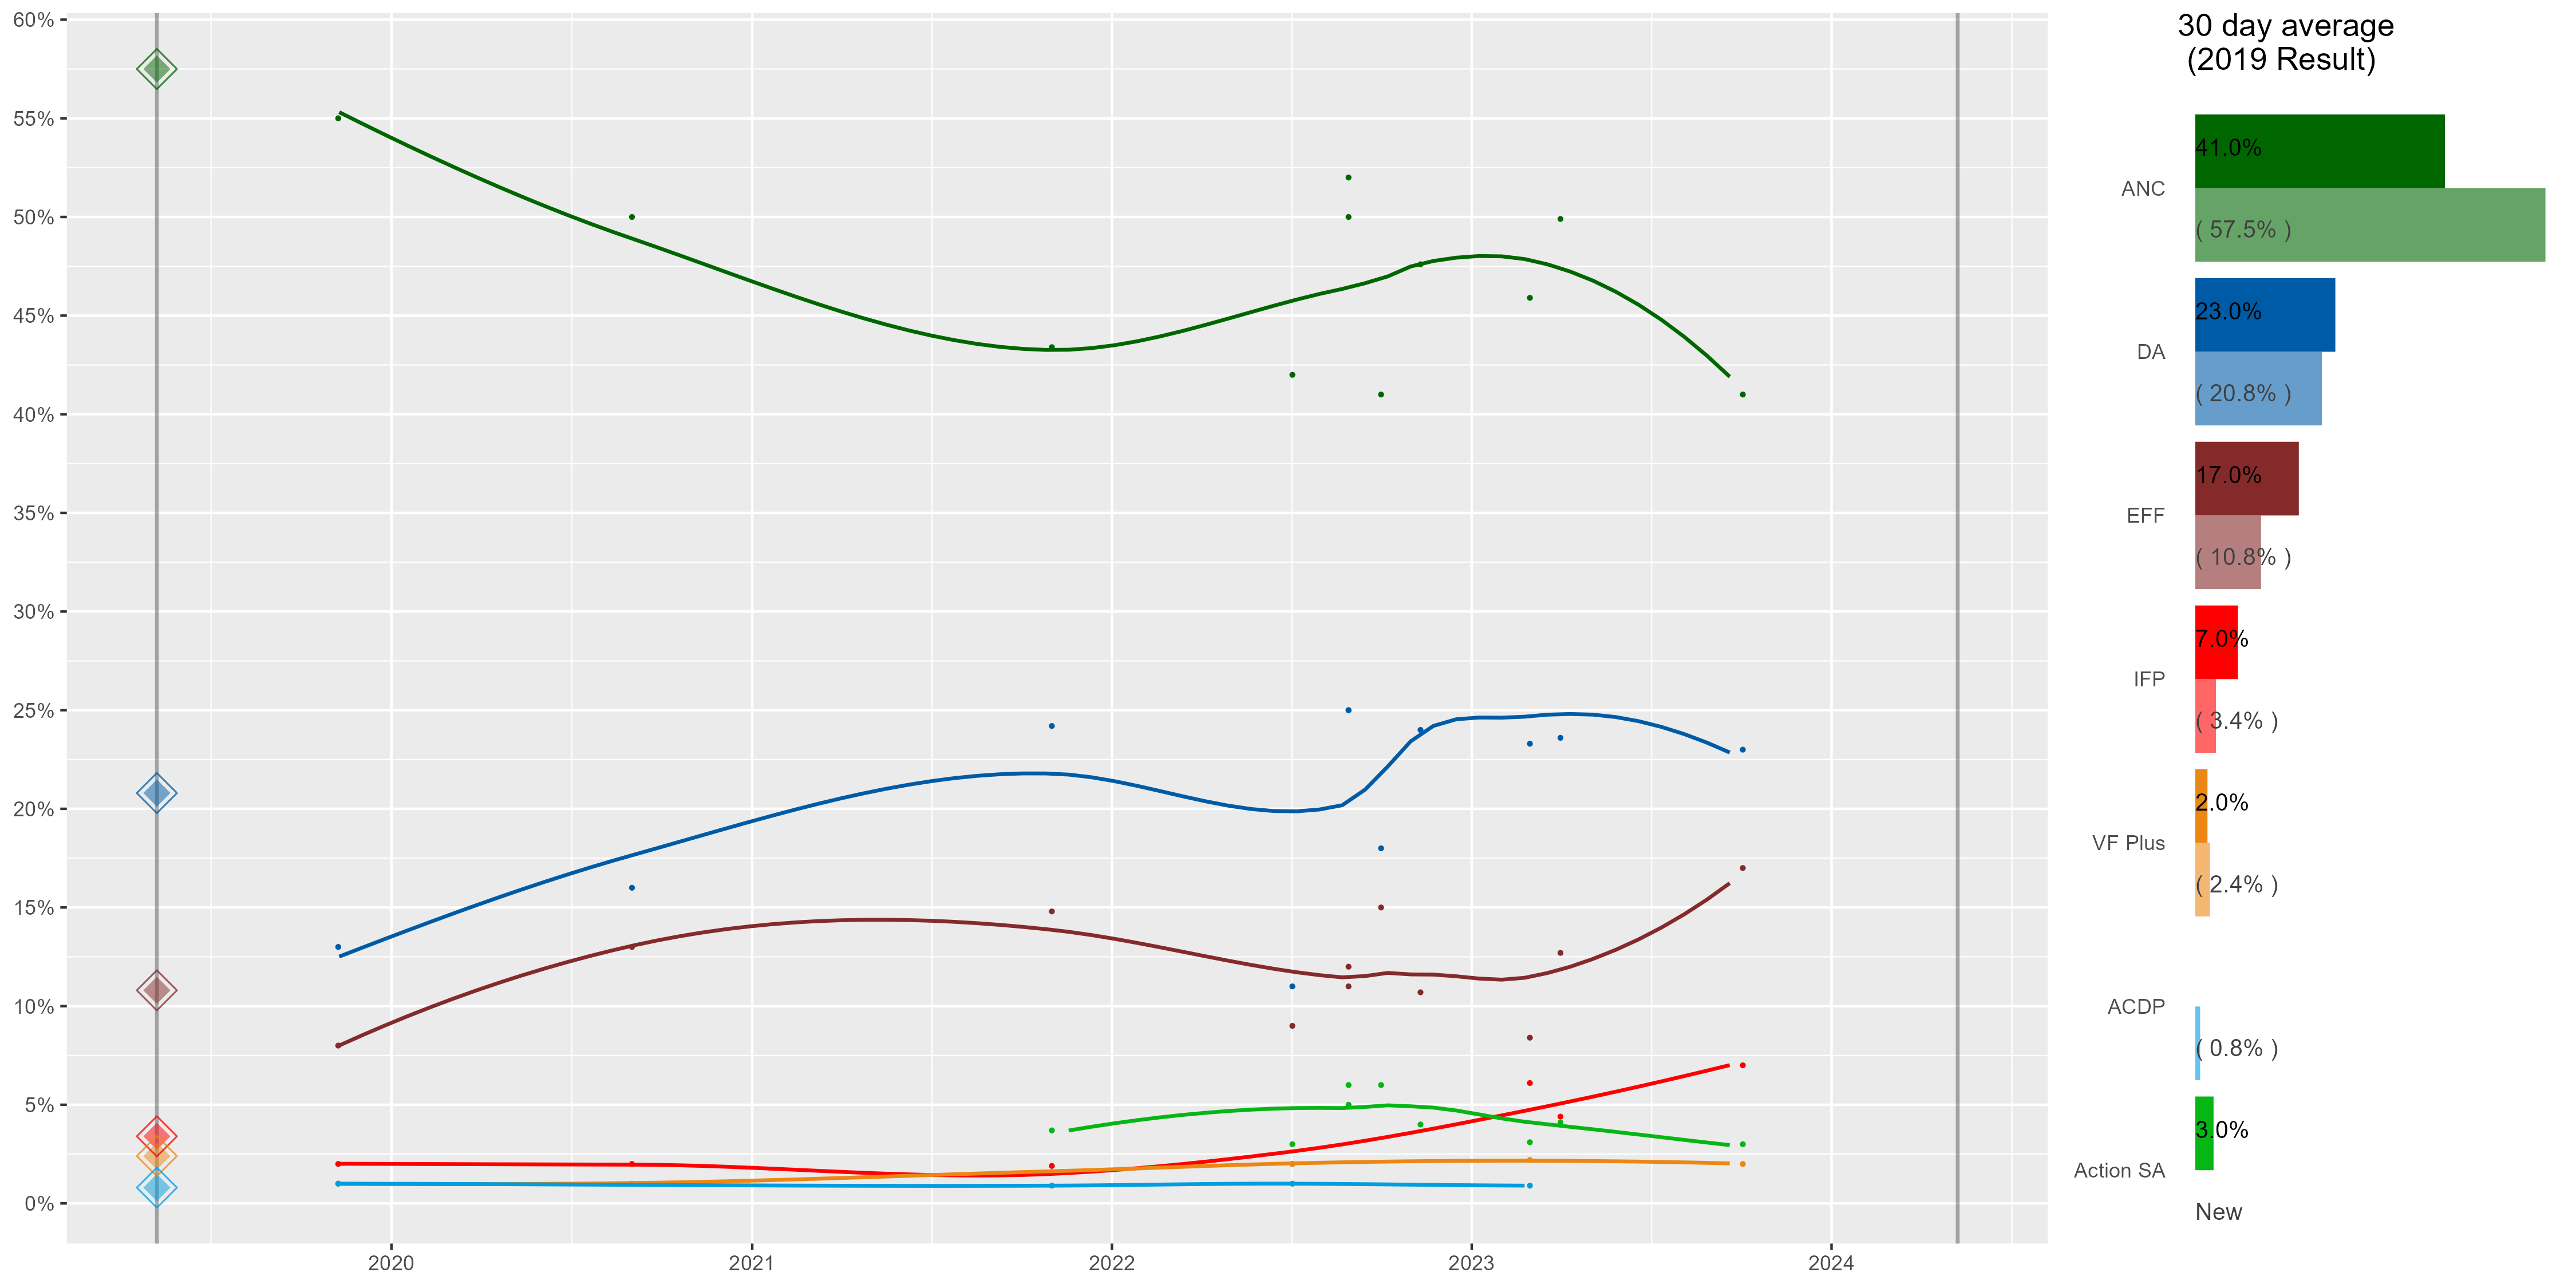 60%
55%
50%
45%
40%
35%
30%
25%
20%
15%
10%
5%
0%
2020
2021
2022
2023
2024
30 day average
(2019 Result)
ANC
41.0%
( 57.5% )
DA
23.0%
( 20.8% )
EFF
17.0%
( 10.8% )
IFP
7.0%
( 3.4% )
VF Plus
2.0%
( 2.4% )
ACDP
( 0.8% )
Action SA
3.0%
New